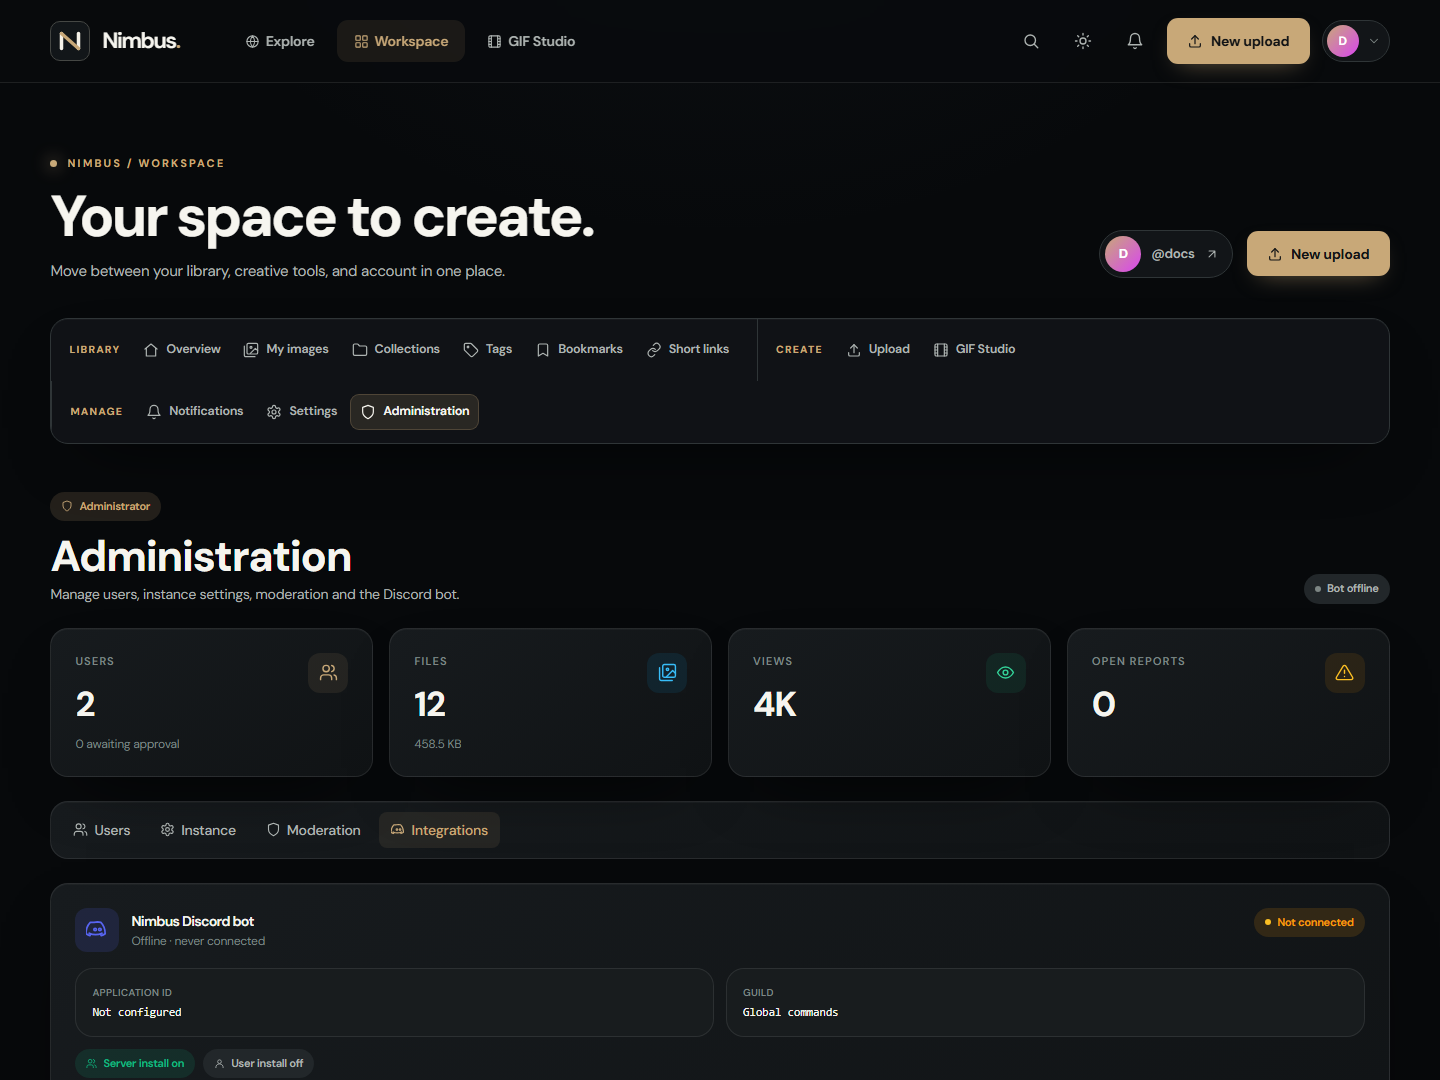 Nimbus.
Explore
Workspace
GIF Studio
New upload
D
NIMBUS / WORKSPACE
Your space to create.
Move between your library, creative tools, and account in one place.
D
@docs
New upload
LIBRARY
Overview
My images
Collections
Tags
Bookmarks
Short links
CREATE
Upload
GIF Studio
MANAGE
Notifications
Settings
Administration
Administrator
Administration
Manage users, instance settings, moderation and the Discord bot.
Bot offline
USERS
2
0 awaiting approval
FILES
12
458.5 KB
VIEWS
4K
OPEN REPORTS
0
Users
Instance
Moderation
Integrations
Nimbus Discord bot
Offline · never connected
Not connected
APPLICATION ID
Not configured
GUILD
Global commands
Server install on
User install off